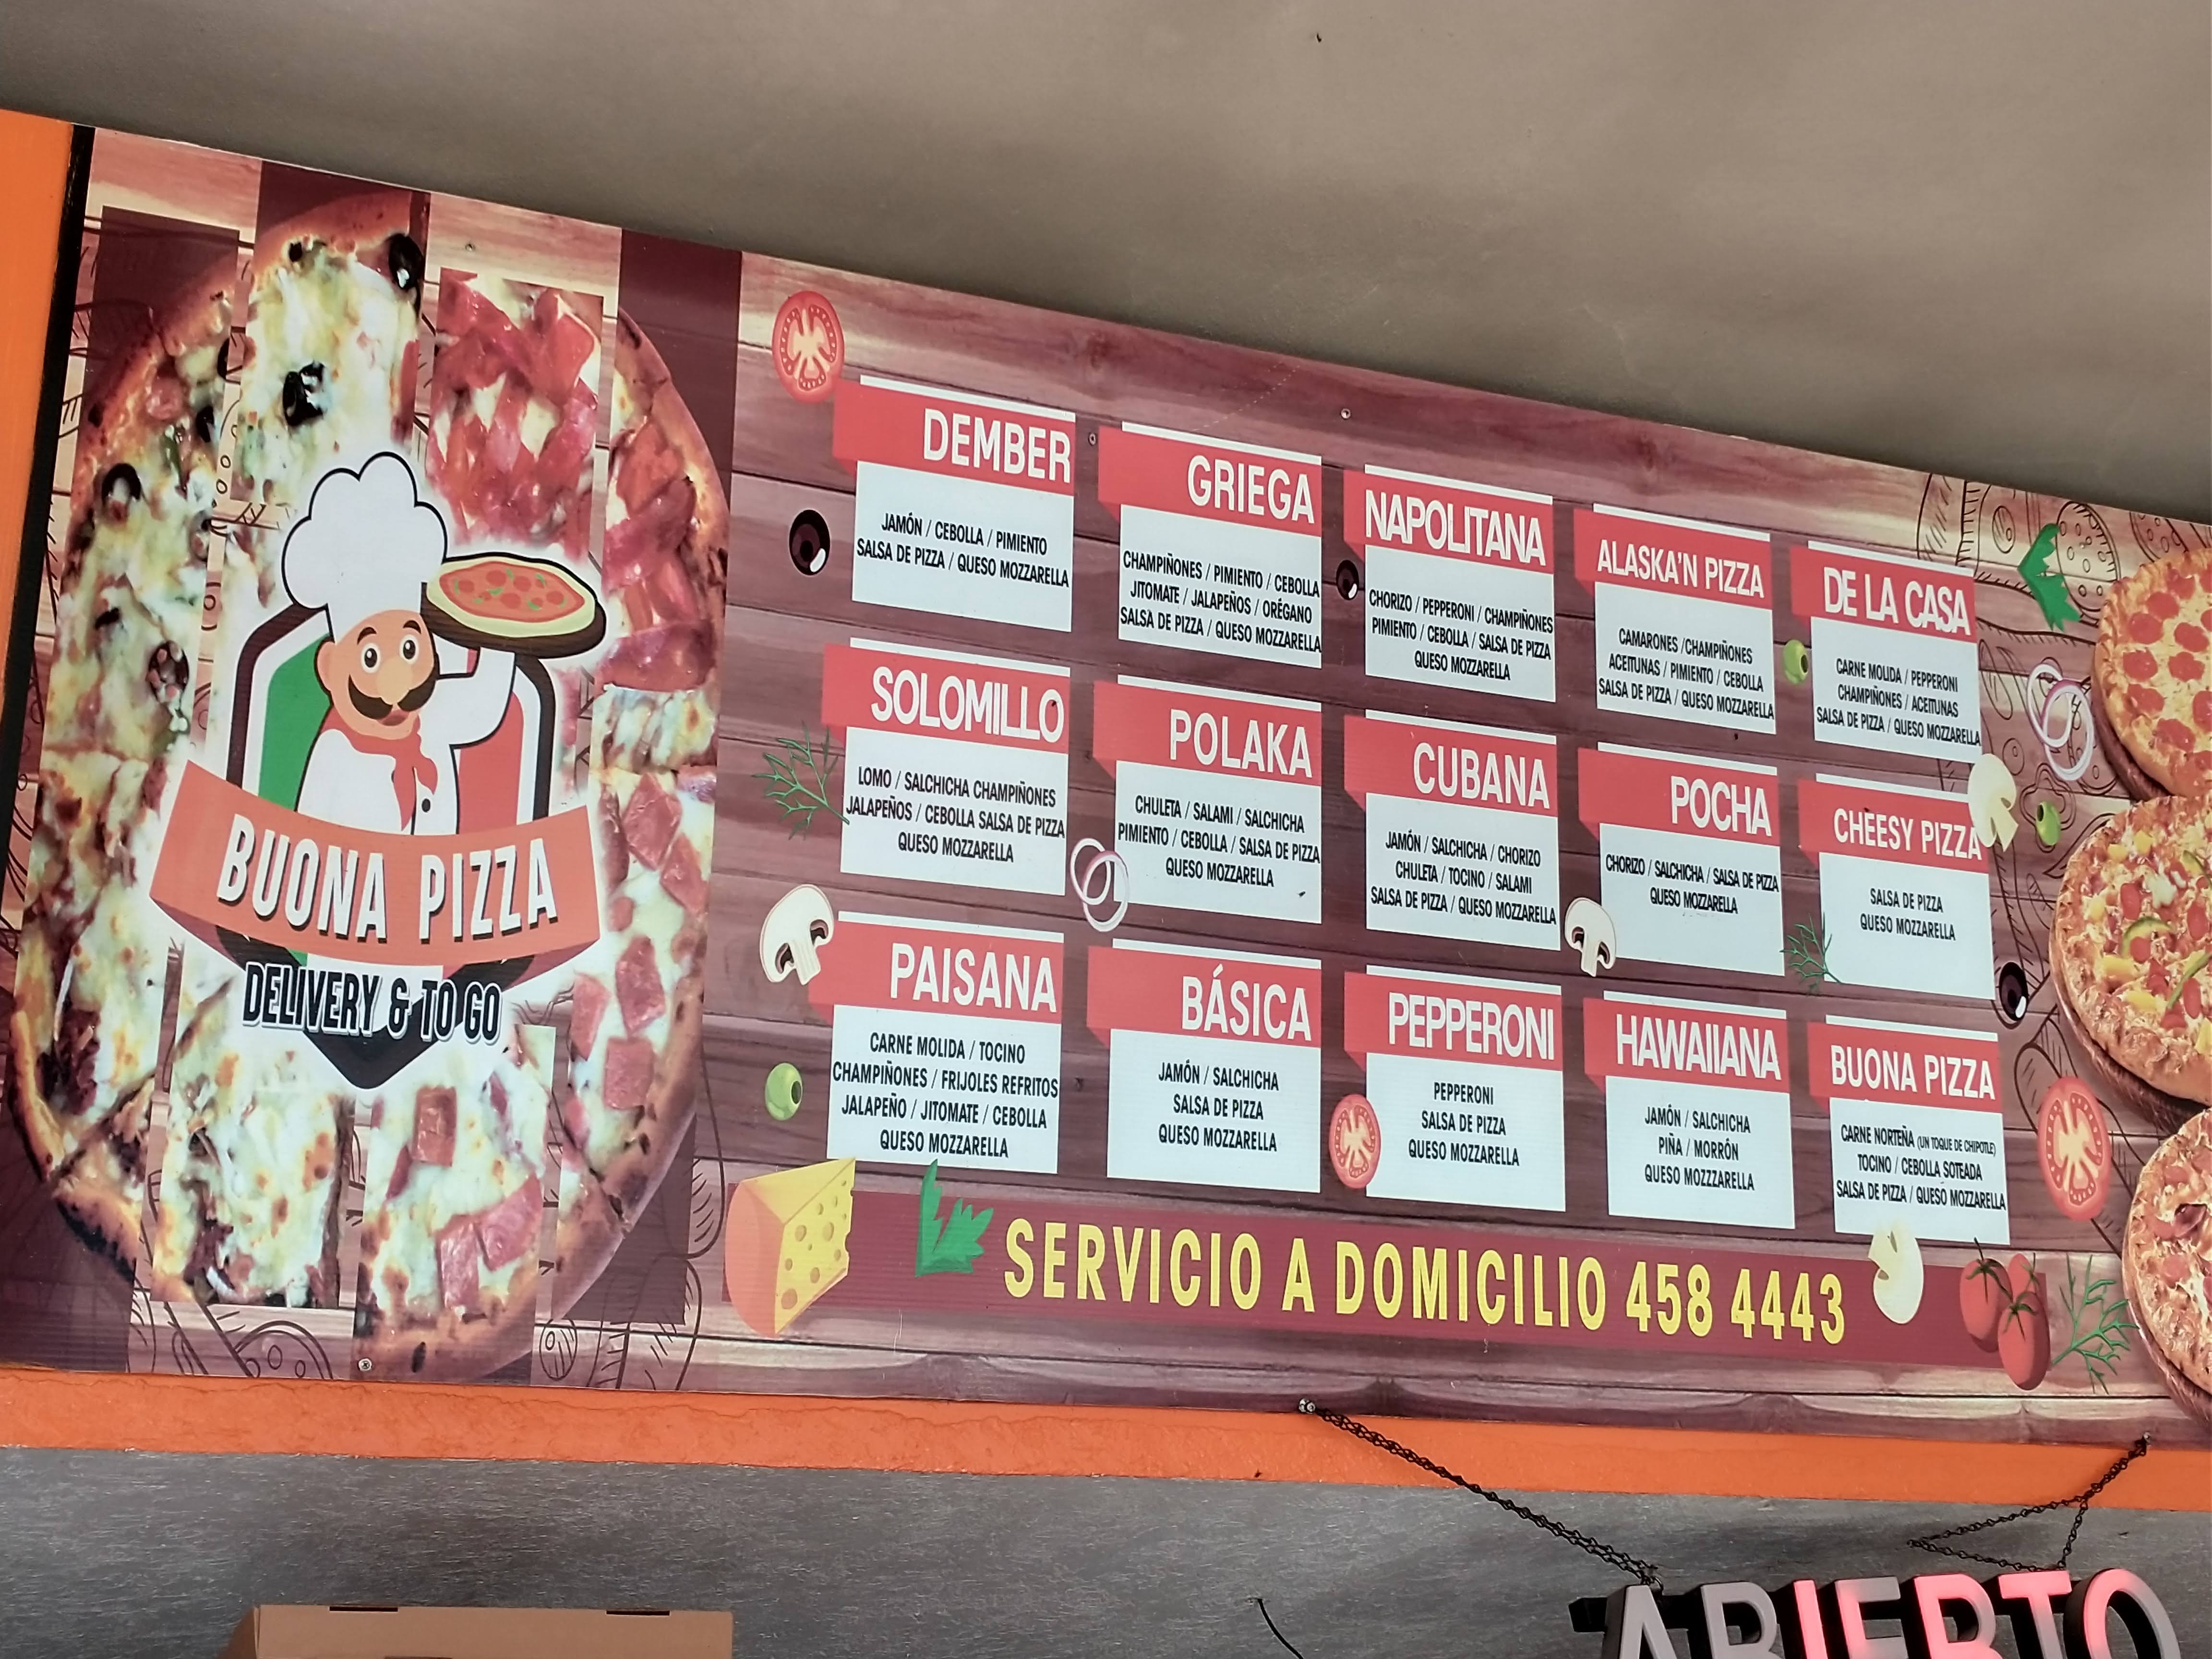 BUONA PIZZA
DELIVERY & TO GO
DEMBER
JAMÓN / CEBOLLA / PIMIENTO
SALSA DE PIZZA / QUESO MOZZARELLA
GRIEGA
CHAMPIÑONES / PIMIENTO / CEBOLLA
JITOMATE / JALAPEÑOS / ORÉGANO
SALSA DE PIZZA / QUESO MOZZARELLA
NAPOLITANA
CHORIZO / PEPPERONI / CHAMPIÑONES
PIMIENTO / CEBOLLA / SALSA DE PIZZA
QUESO MOZZARELLA
ALASKA'N PIZZA
CAMARONES /CHAMPIÑONES
ACEITUNAS / PIMIENTO / CEBOLLA
SALSA DE PIZZA / QUESO MOZZARELLA
DE LA CASA
CARNE MOLIDA / PEPPERONI
CHAMPIÑONES / ACEITUNAS
SALSA DE PIZZA / QUESO MOZZARELLA
SOLOMILLO
LOMO / SALCHICHA CHAMPIÑONES
JALAPEÑOS / CEBOLLA SALSA DE PIZZA
QUESO MOZZARELLA
POLAKA
CHULETA / SALAMI / SALCHICHA
PIMIENTO / CEBOLLA / SALSA DE PIZZA
QUESO MOZZARELLA
CUBANA
JAMÓN / SALCHICHA / CHORIZO
CHULETA / TOCINO / SALAMI
SALSA DE PIZZA / QUESO MOZZARELLA
POCHA
CHORIZO / SALCHICHA / SALSA DE PIZZA
QUESO MOZZARELLA
CHEESY PIZZA
SALSA DE PIZZA
QUESO MOZZARELLA
PAISANA
CARNE MOLIDA / TOCINO
CHAMPIÑONES / FRIJOLES REFRITOS
JALAPEÑO / JITOMATE / CEBOLLA
QUESO MOZZARELLA
BÁSICA
JAMÓN / SALCHICHA
SALSA DE PIZZA
QUESO MOZZARELLA
PEPPERONI
PEPPERONI
SALSA DE PIZZA
QUESO MOZZARELLA
HAWAIIANA
JAMÓN / SALCHICHA
PIÑA / MORRÓN
QUESO MOZZZARELLA
BUONA PIZZA
CARNE NORTEÑA (UN TOQUE DE CHIPOTLE)
TOCINO / CEBOLLA SOTEADA
SALSA DE PIZZA / QUESO MOZZARELLA
SERVICIO A DOMICILIO 458 4443
ABIERTO